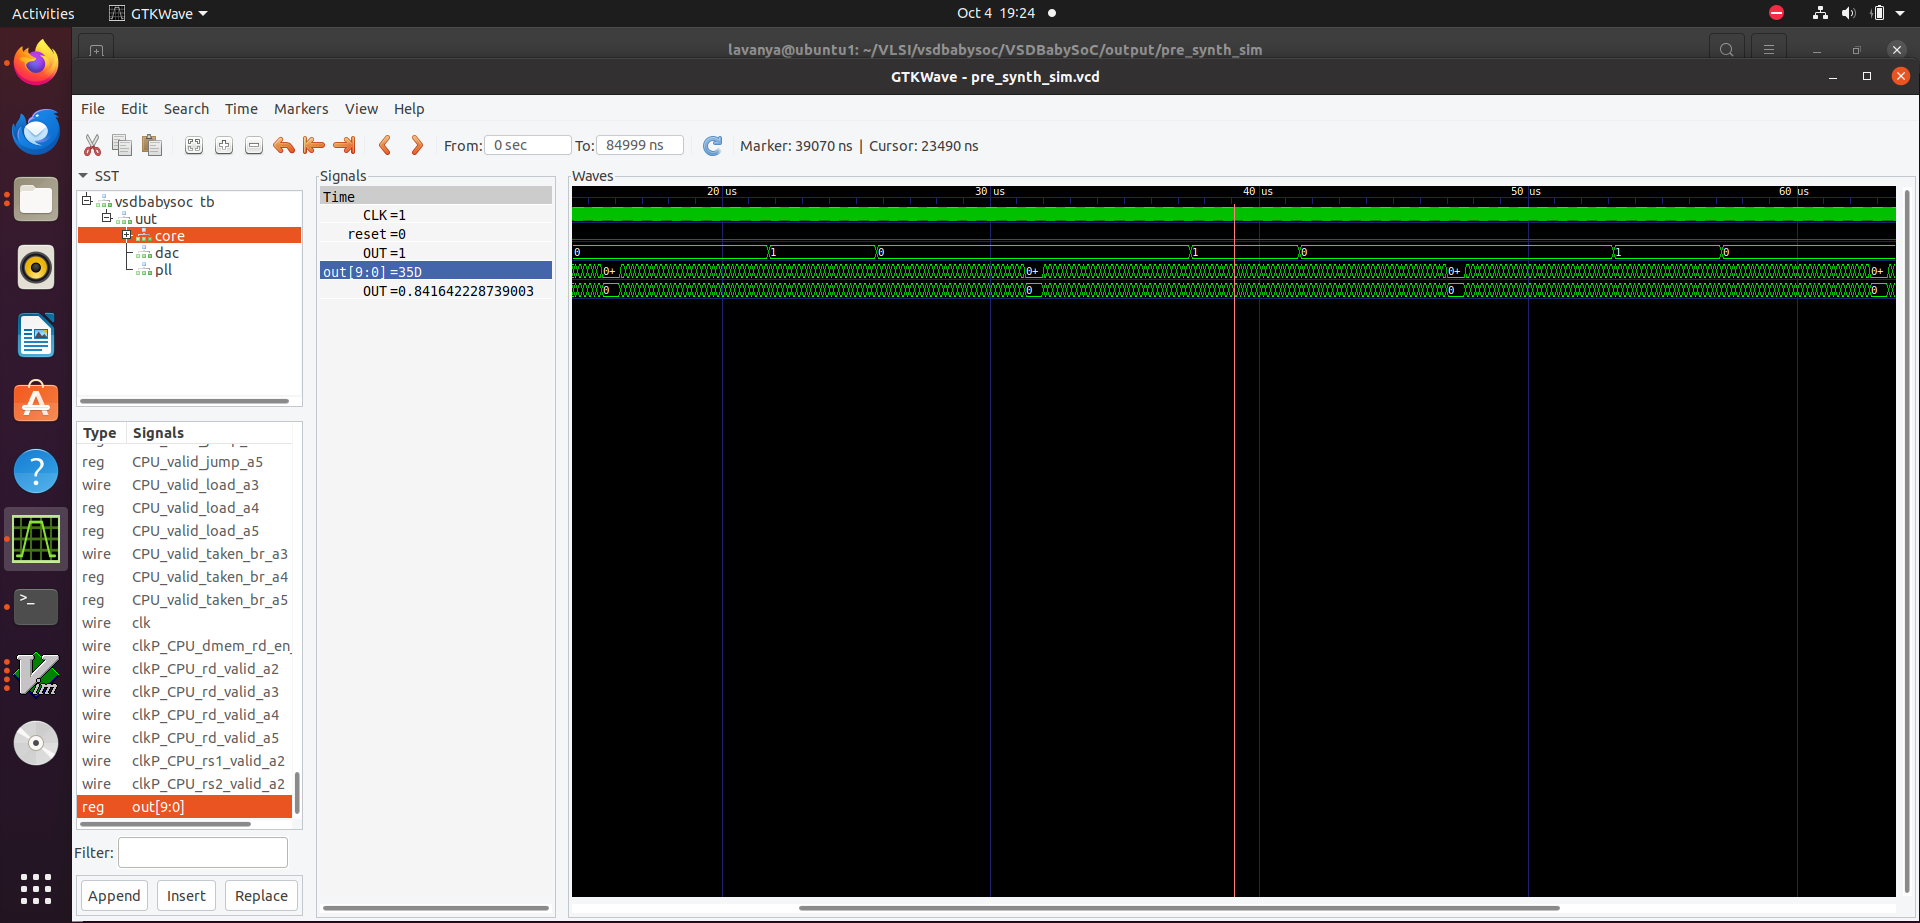 Activities
GTKWave
Oct 4 19:24
lavanya@ubuntu1: ~/VLSI/vsdbabysoc/VSDBabySoC/output/pre_synth_sim
GTKWave - pre_synth_sim.vcd
File Edit Search Time Markers View Help
From: 0 sec To: 84999 ns Marker: 39070 ns | Cursor: 23490 ns
SST
vsdbabysoc tb
uut
core
dac
pll
Type Signals
reg CPU_valid_jump_a5
wire CPU_valid_load_a3
reg CPU_valid_load_a4
reg CPU_valid_load_a5
wire CPU_valid_taken_br_a3
reg CPU_valid_taken_br_a4
reg CPU_valid_taken_br_a5
wire clk
wire clkP_CPU_dmem_rd_en_
wire clkP_CPU_rd_valid_a2
wire clkP_CPU_rd_valid_a3
wire clkP_CPU_rd_valid_a4
wire clkP_CPU_rd_valid_a5
wire clkP_CPU_rs1_valid_a2
wire clkP_CPU_rs2_valid_a2
reg out[9:0]
Filter:
Append Insert Replace
Signals
Time
CLK=1
reset=0
OUT=1
out[9:0]=35D
OUT=0.841642228739003
Waves
20 us 30 us 40 us 50 us 60 us
0 1 0 1 0 1 0
0+ 0+ 0+ 0+
0 0 0 0
>_
?
Vim